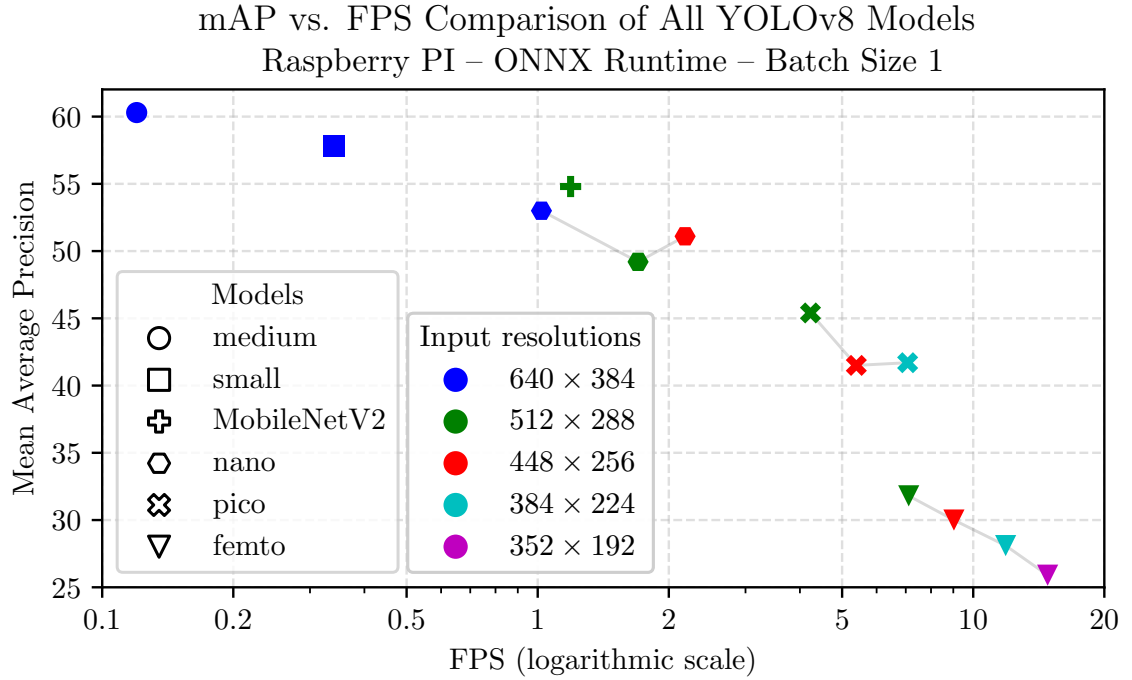 mAP vs. FPS Comparison of All YOLOv8 Models
Raspberry PI – ONNX Runtime – Batch Size 1
Mean Average Precision
60
55
50
45
40
35
30
25
Models
medium
small
MobileNetV2
nano
pico
femto
Input resolutions
640 × 384
512 × 288
448 × 256
384 × 224
352 × 192
0.1 0.2 0.5 1 2 5 10 20
FPS (logarithmic scale)